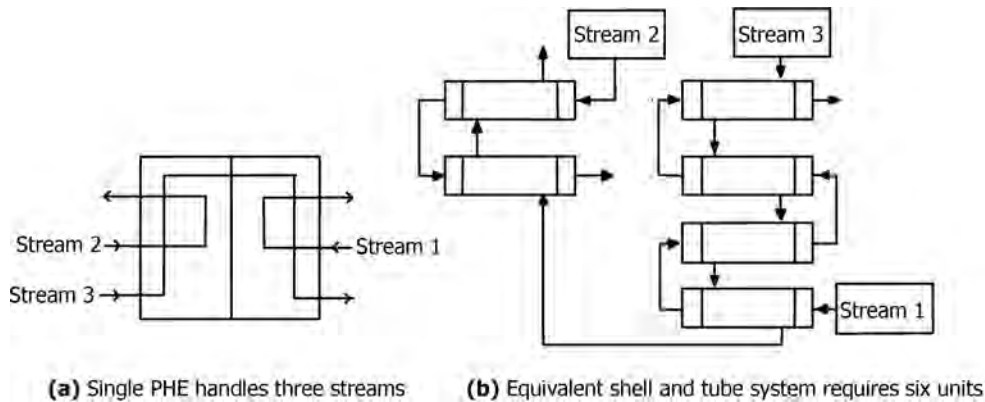 Stream 2
Stream 3
Stream 2
Stream 1
Stream 3
Stream 1
(a) Single PHE handles three streams
(b) Equivalent shell and tube system requires six units